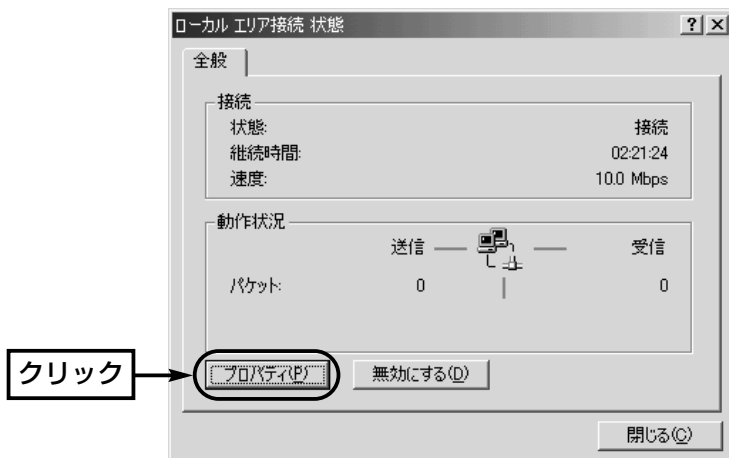 ローカル エリア接続 状態
全般
接続
状態: 接続
継続時間: 02:21:24
速度: 10.0 Mbps
動作状況
送信 受信
パケット: 0 0
クリック プロパティ(P) 無効にする(D)
閉じる(C)